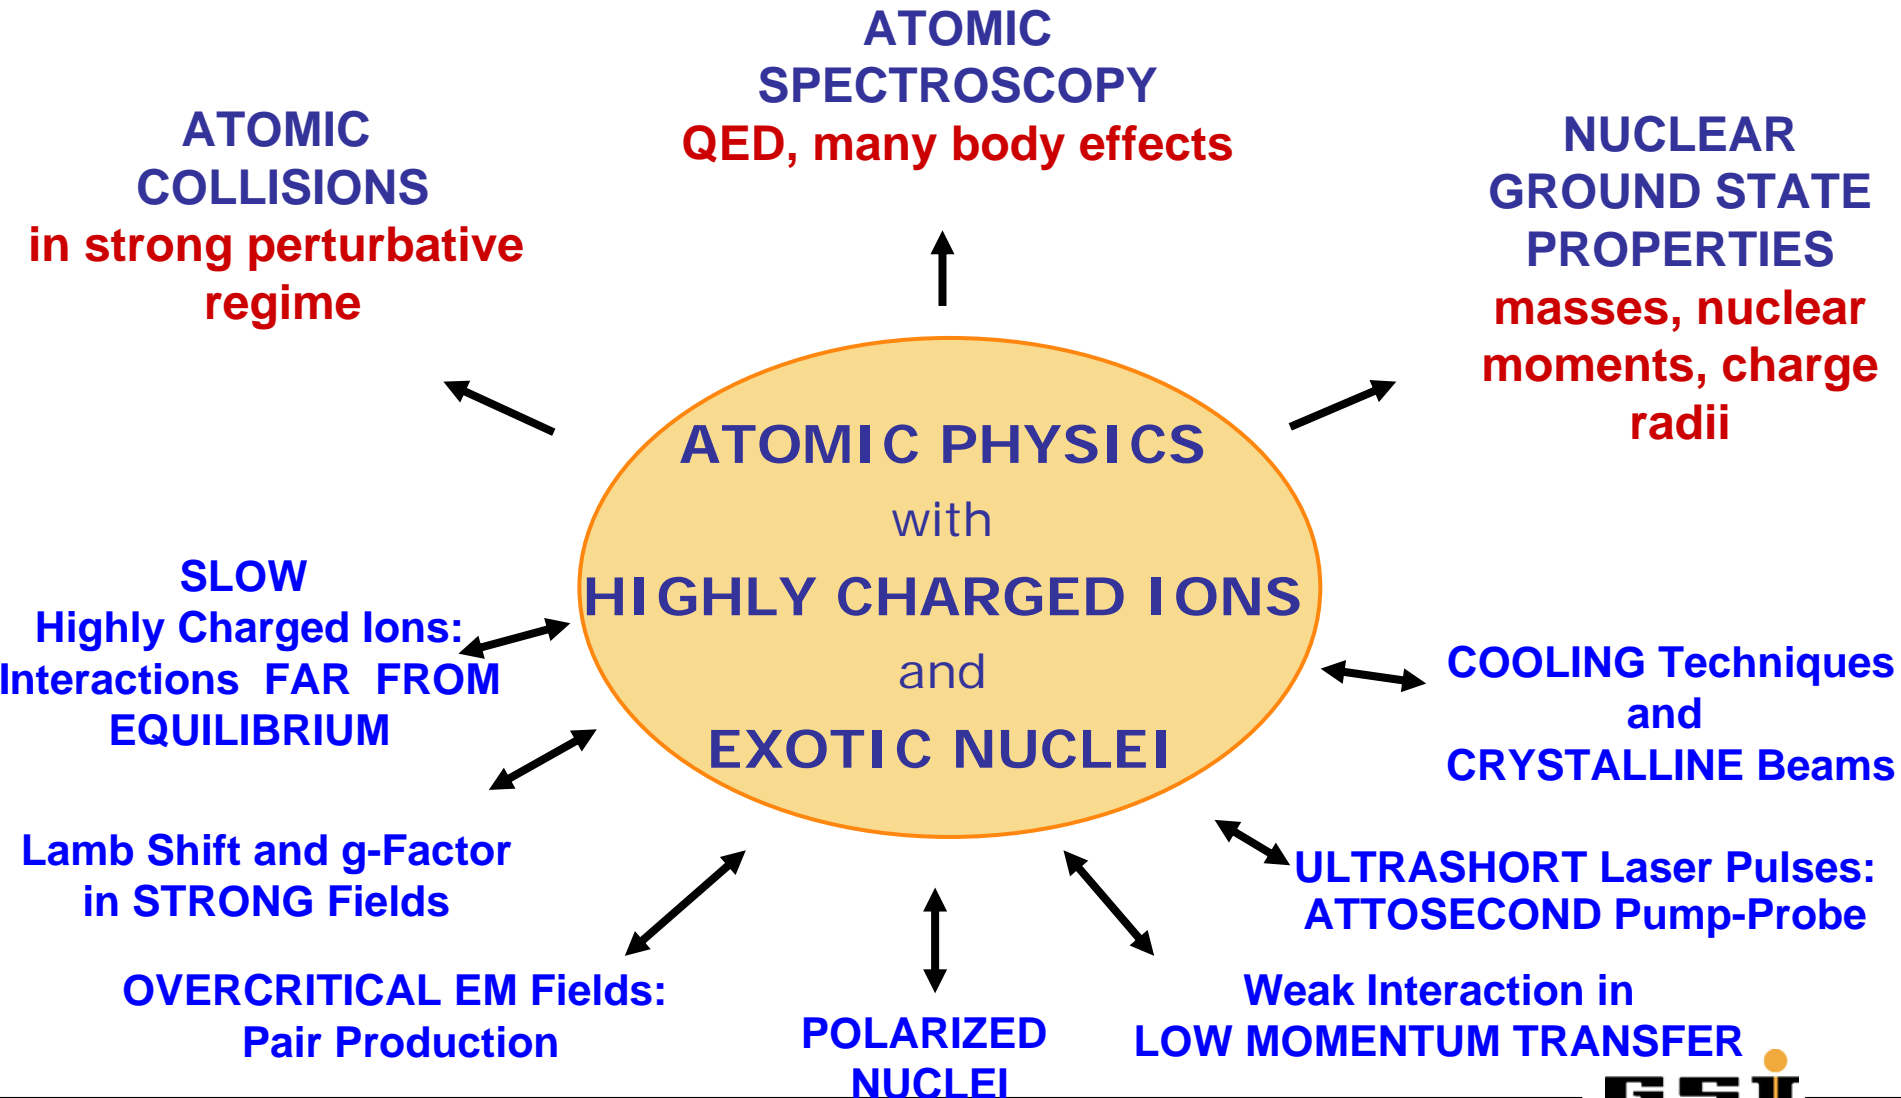 ATOMIC
SPECTROSCOPY
QED, many body effects
ATOMIC
COLLISIONS
in strong perturbative
regime
NUCLEAR
GROUND STATE
PROPERTIES
masses, nuclear
moments, charge
radii
ATOMIC PHYSICS
with
HIGHLY CHARGED IONS
and
EXOTIC NUCLEI
SLOW
Highly Charged Ions:
Interactions FAR FROM
EQUILIBRIUM
COOLING Techniques
and
CRYSTALLINE Beams
Lamb Shift and g-Factor
in STRONG Fields
ULTRASHORT Laser Pulses:
ATTOSECOND Pump-Probe
OVERCRITICAL EM Fields:
Pair Production
POLARIZED
NUCLEI
Weak Interaction in
LOW MOMENTUM TRANSFER
GSI